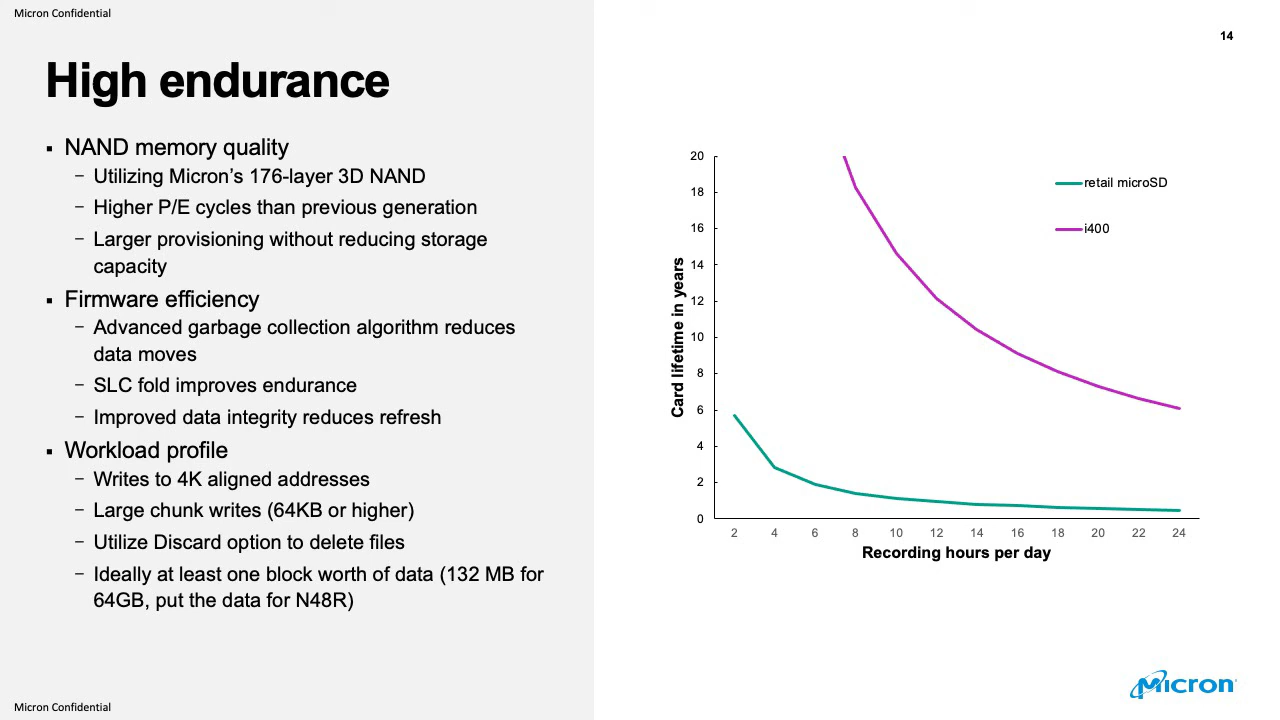 Micron Confidential
14
High endurance
▪ NAND memory quality
− Utilizing Micron’s 176-layer 3D NAND
− Higher P/E cycles than previous generation
− Larger provisioning without reducing storage
capacity
▪ Firmware efficiency
− Advanced garbage collection algorithm reduces
data moves
− SLC fold improves endurance
− Improved data integrity reduces refresh
▪ Workload profile
− Writes to 4K aligned addresses
− Large chunk writes (64KB or higher)
− Utilize Discard option to delete files
− Ideally at least one block worth of data (132 MB for
64GB, put the data for N48R)
Card lifetime in years
20
18
16
14
12
10
8
6
4
2
0
retail microSD
i400
2 4 6 8 10 12 14 16 18 20 22 24
Recording hours per day
Micron
Micron Confidential